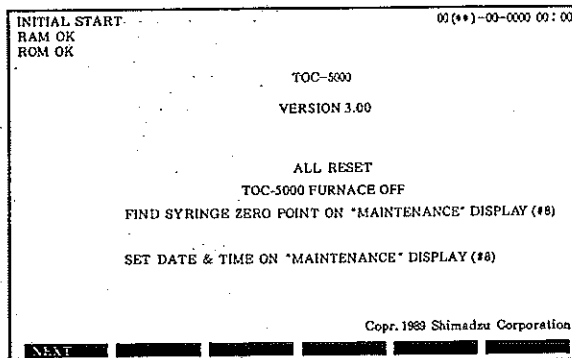 INITIAL START 00(**)-00-0000 00:00
RAM OK
ROM OK
TOC-5000
VERSION 3.00
ALL RESET
TOC-5000 FURNACE OFF
FIND SYRINGE ZERO POINT ON "MAINTENANCE" DISPLAY (#8)
SET DATE & TIME ON "MAINTENANCE" DISPLAY (#8)
Copr. 1989 Shimadzu Corporation
NEXT